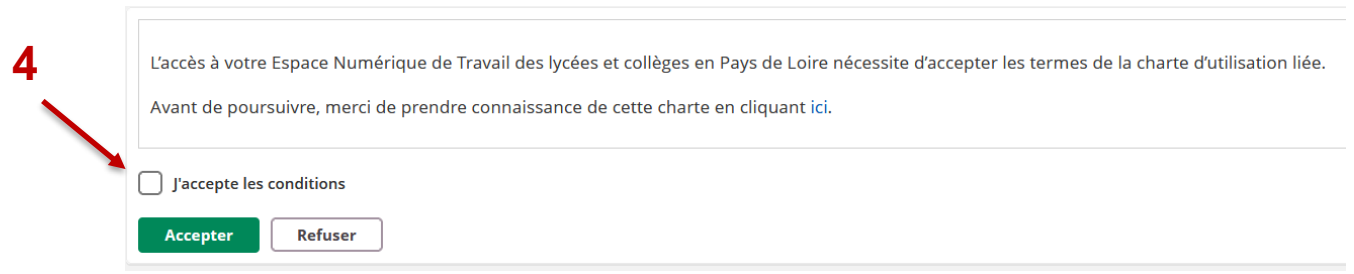 4
L’accès à votre Espace Numérique de Travail des lycées et collèges en Pays de Loire nécessite d’accepter les termes de la charte d’utilisation liée.
Avant de poursuivre, merci de prendre connaissance de cette charte en cliquant ici.
J'accepte les conditions
Accepter Refuser